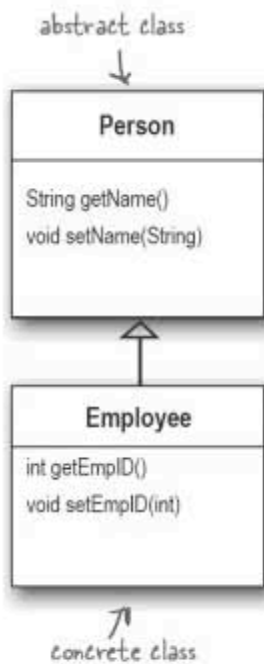 abstract class
Person
String getName()
void setName(String)
Employee
int getEmpID()
void setEmpID(int)
concrete class